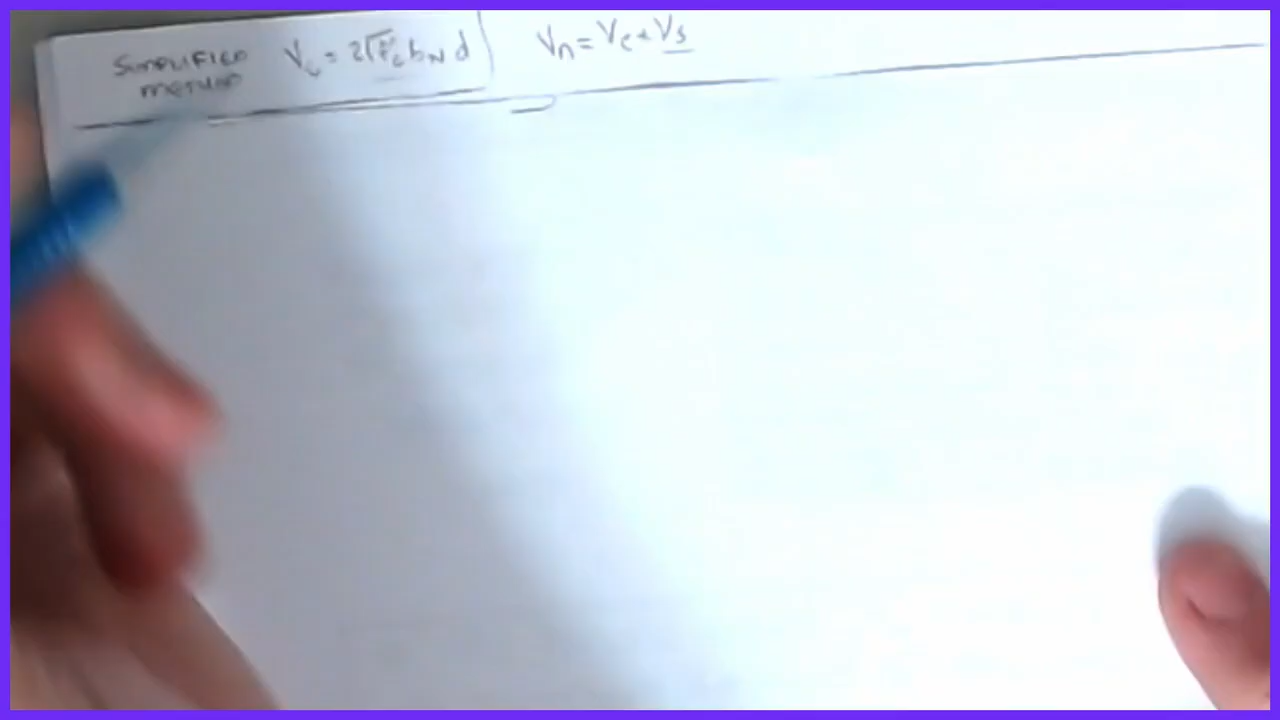 SIMPLIFIED
METHOD
Vc = 2√f'c bw d
Vn = Vc + Vs